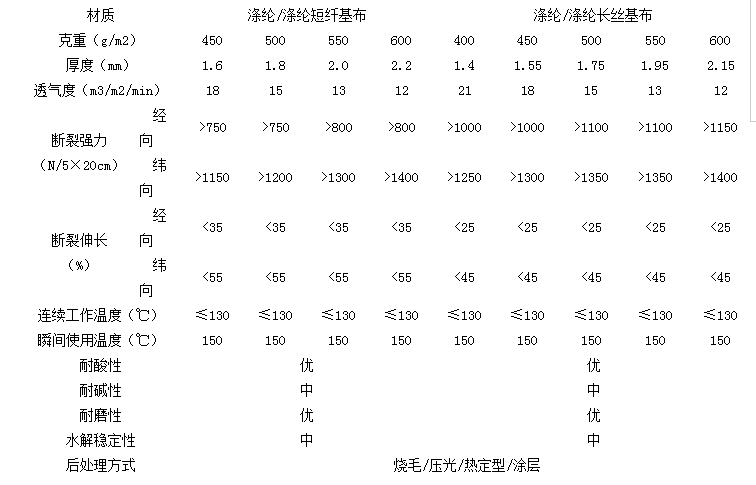 材质 涤纶/涤纶短纤基布 涤纶/涤纶长丝基布
克重（g/m2） 450 500 550 600 400 450 500 550 600
厚度（mm） 1.6 1.8 2.0 2.2 1.4 1.55 1.75 1.95 2.15
透气度（m3/m2/min） 18 15 13 12 21 18 15 13 12
断裂强力（N/5×20cm） 经向 >750 >750 >800 >800 >1000 >1000 >1100 >1100 >1150
纬向 >1150 >1200 >1300 >1400 >1250 >1300 >1350 >1350 >1400
断裂伸长（%） 经向 <35 <35 <35 <35 <25 <25 <25 <25 <25
纬向 <55 <55 <55 <55 <45 <45 <45 <45 <45
连续工作温度（℃） ≤130 ≤130 ≤130 ≤130 ≤130 ≤130 ≤130 ≤130 ≤130
瞬间使用温度（℃） 150 150 150 150 150 150 150 150 150
耐酸性 优 优
耐碱性 中 中
耐磨性 优 优
水解稳定性 中 中
后处理方式 烧毛/压光/热定型/涂层